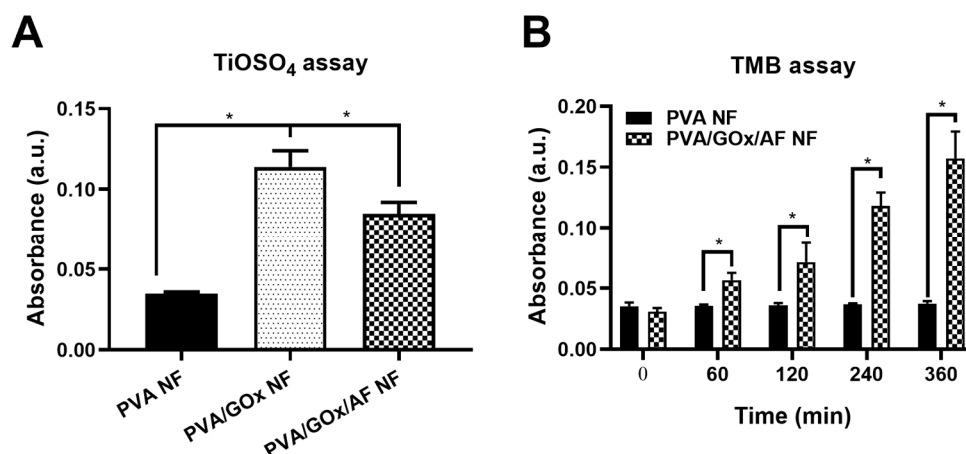 A
TiOSO₄ assay
Absorbance (a.u.)
0.15
0.10
0.05
0.00
*
*
PVA NF
PVA/GOx NF
PVA/GOx/AF NF
B
TMB assay
Absorbance (a.u.)
0.20
0.15
0.10
0.05
0.00
PVA NF
PVA/GOx/AF NF
*
*
*
*
0 60 120 240 360
Time (min)